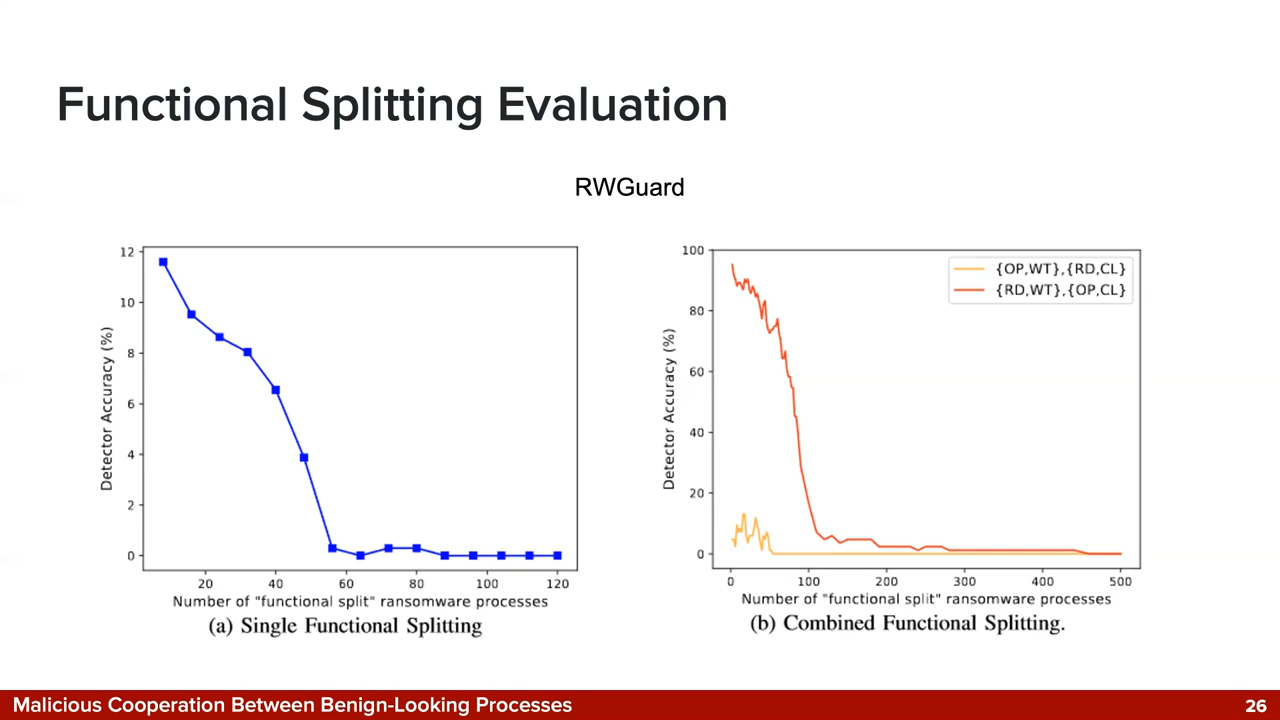 Functional Splitting Evaluation
RWGuard
12
10
8
6
4
2
0
Detector Accuracy (%)
20 40 60 80 100 120
Number of "functional split" ransomware processes
(a) Single Functional Splitting
100
80
60
40
20
0
Detector Accuracy (%)
{OP,WT},{RD,CL}
{RD,WT},{OP,CL}
0 100 200 300 400 500
Number of "functional split" ransomware processes
(b) Combined Functional Splitting.
Malicious Cooperation Between Benign-Looking Processes
26